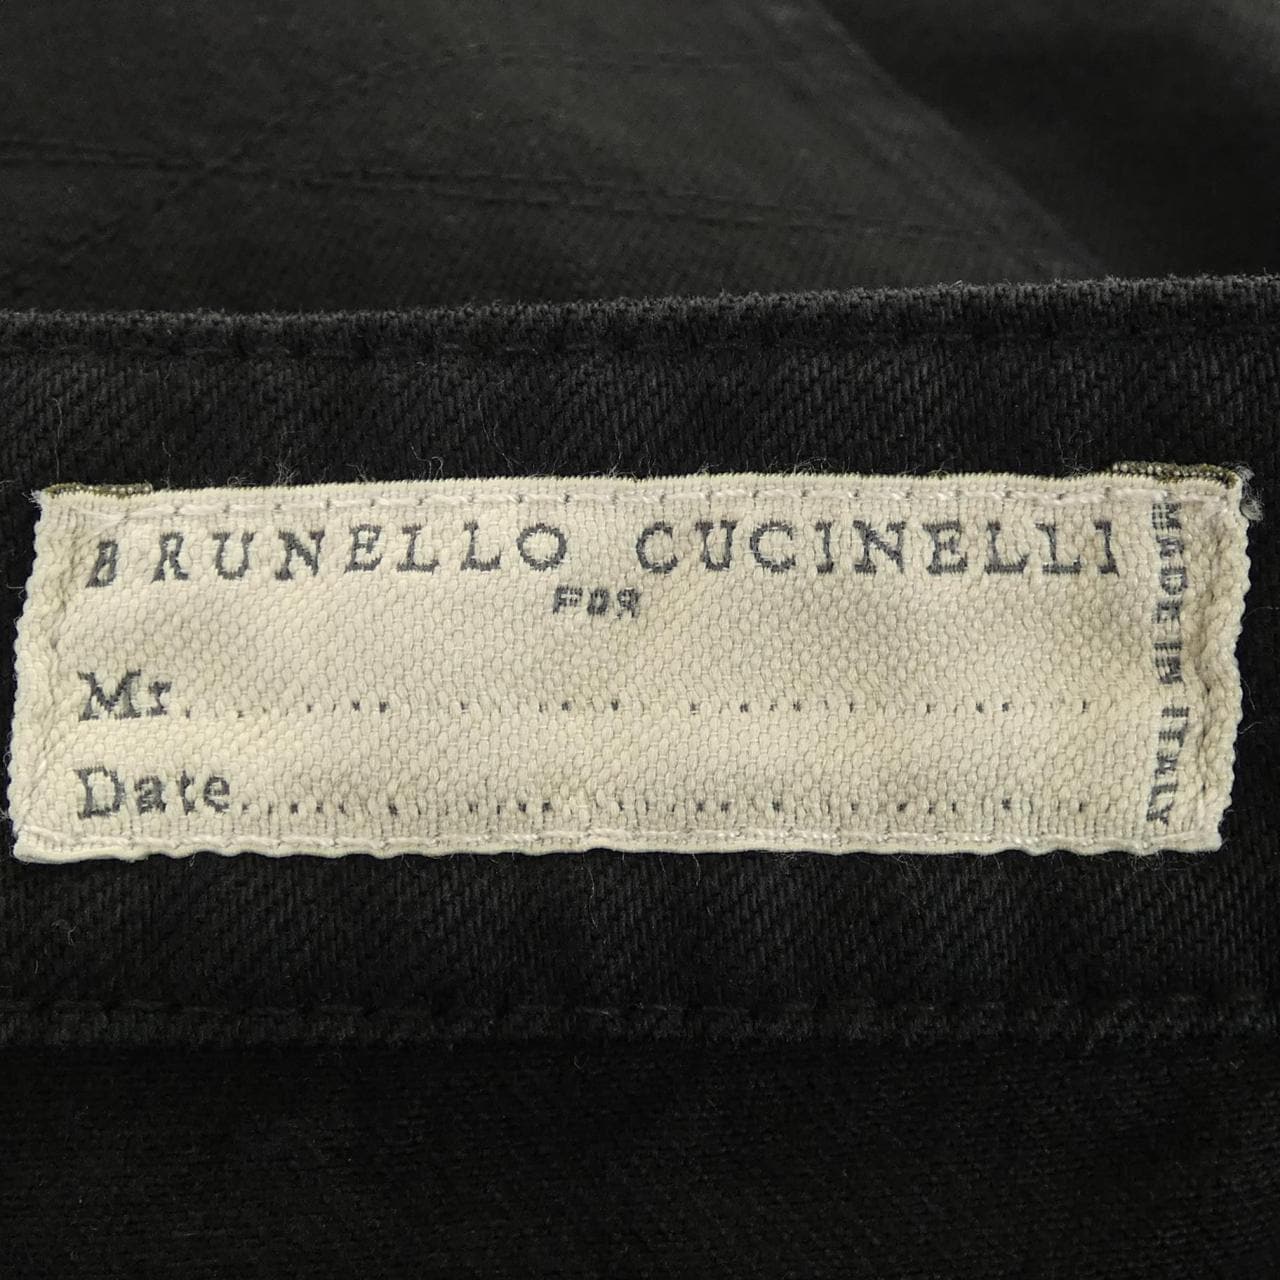 BRUNELLO CUCINELLI
FOR
Mr.
Date
MADE IN ITALY